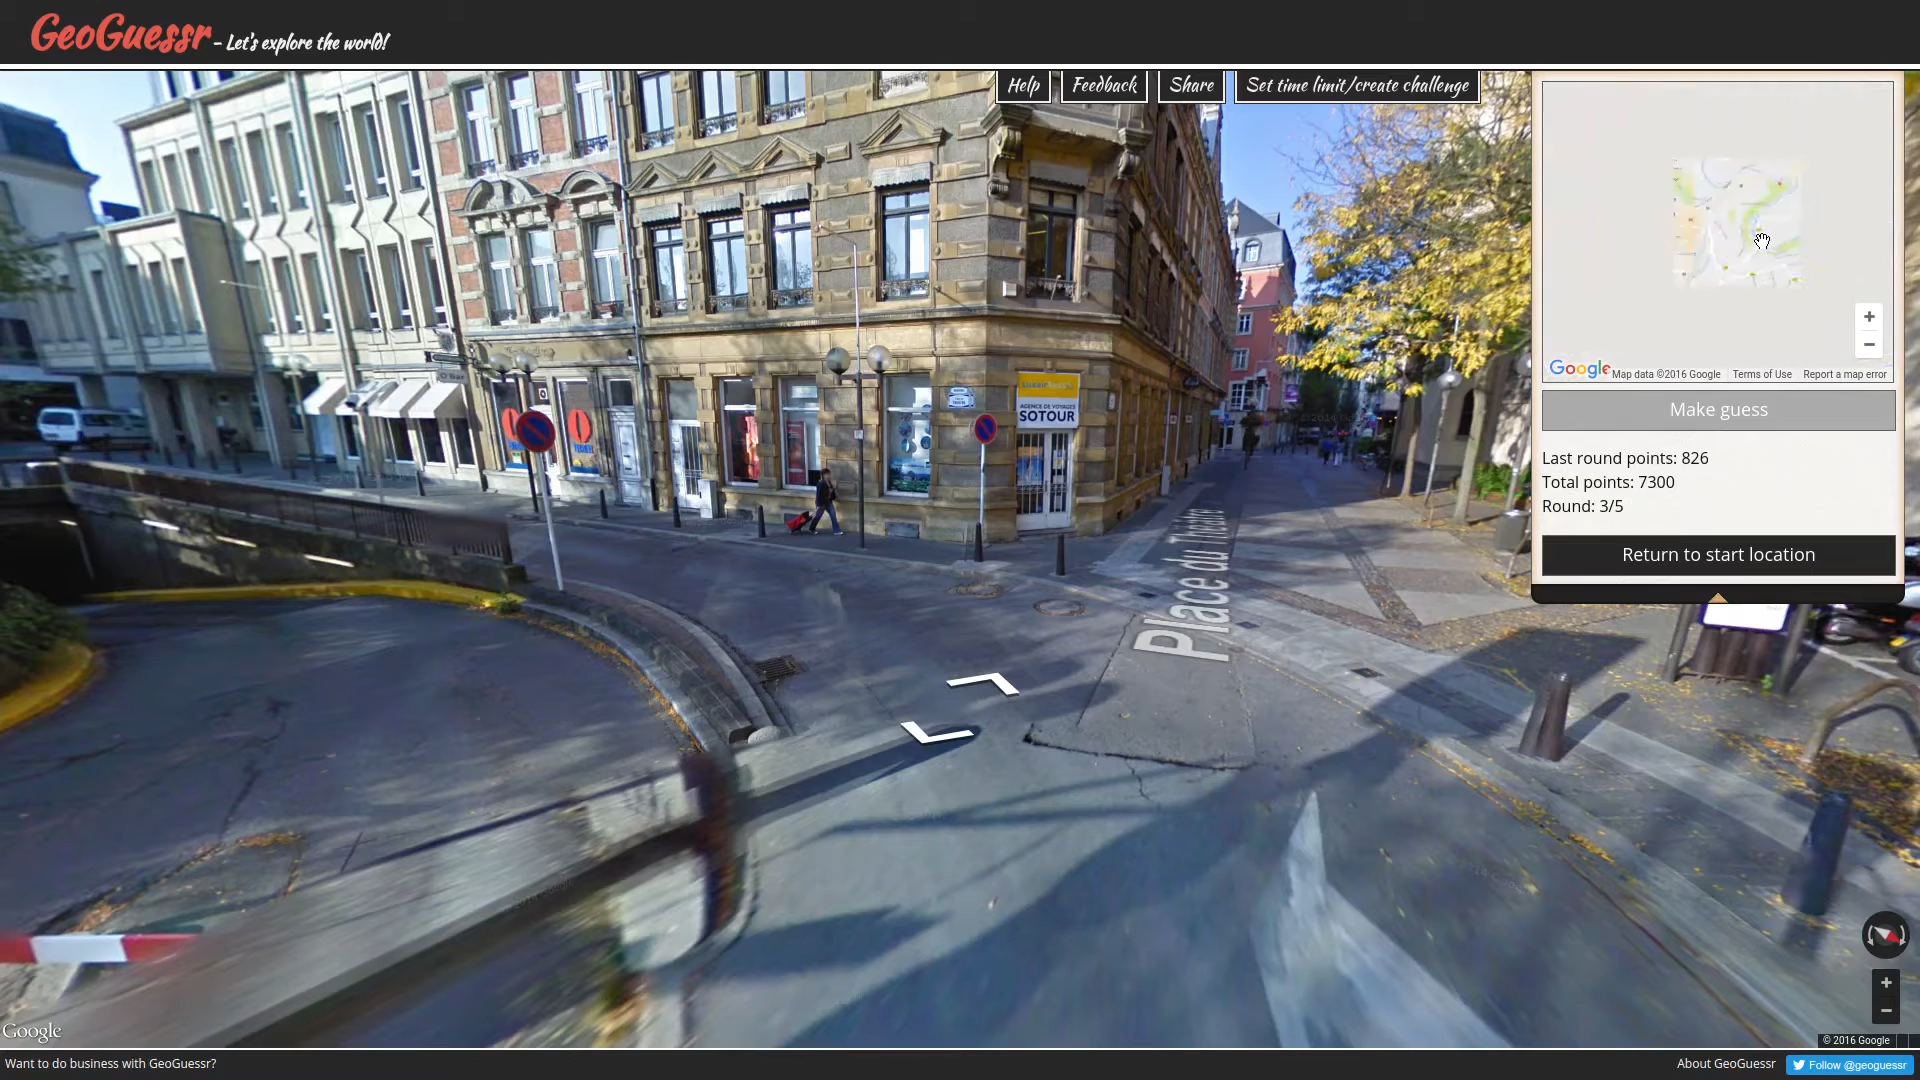 GeoGuessr - Let's explore the world!
Help
Feedback
Share
Set time limit/create challenge
Google
Map data ©2016 Google
Terms of Use
Report a map error
Make guess
Last round points: 826
Total points: 7300
Round: 3/5
Return to start location
AGENCE DE VOYAGES
SOTOUR
Place du Théâtre
Google
© 2016 Google
Want to do business with GeoGuessr?
About GeoGuessr
Follow @geoguessr